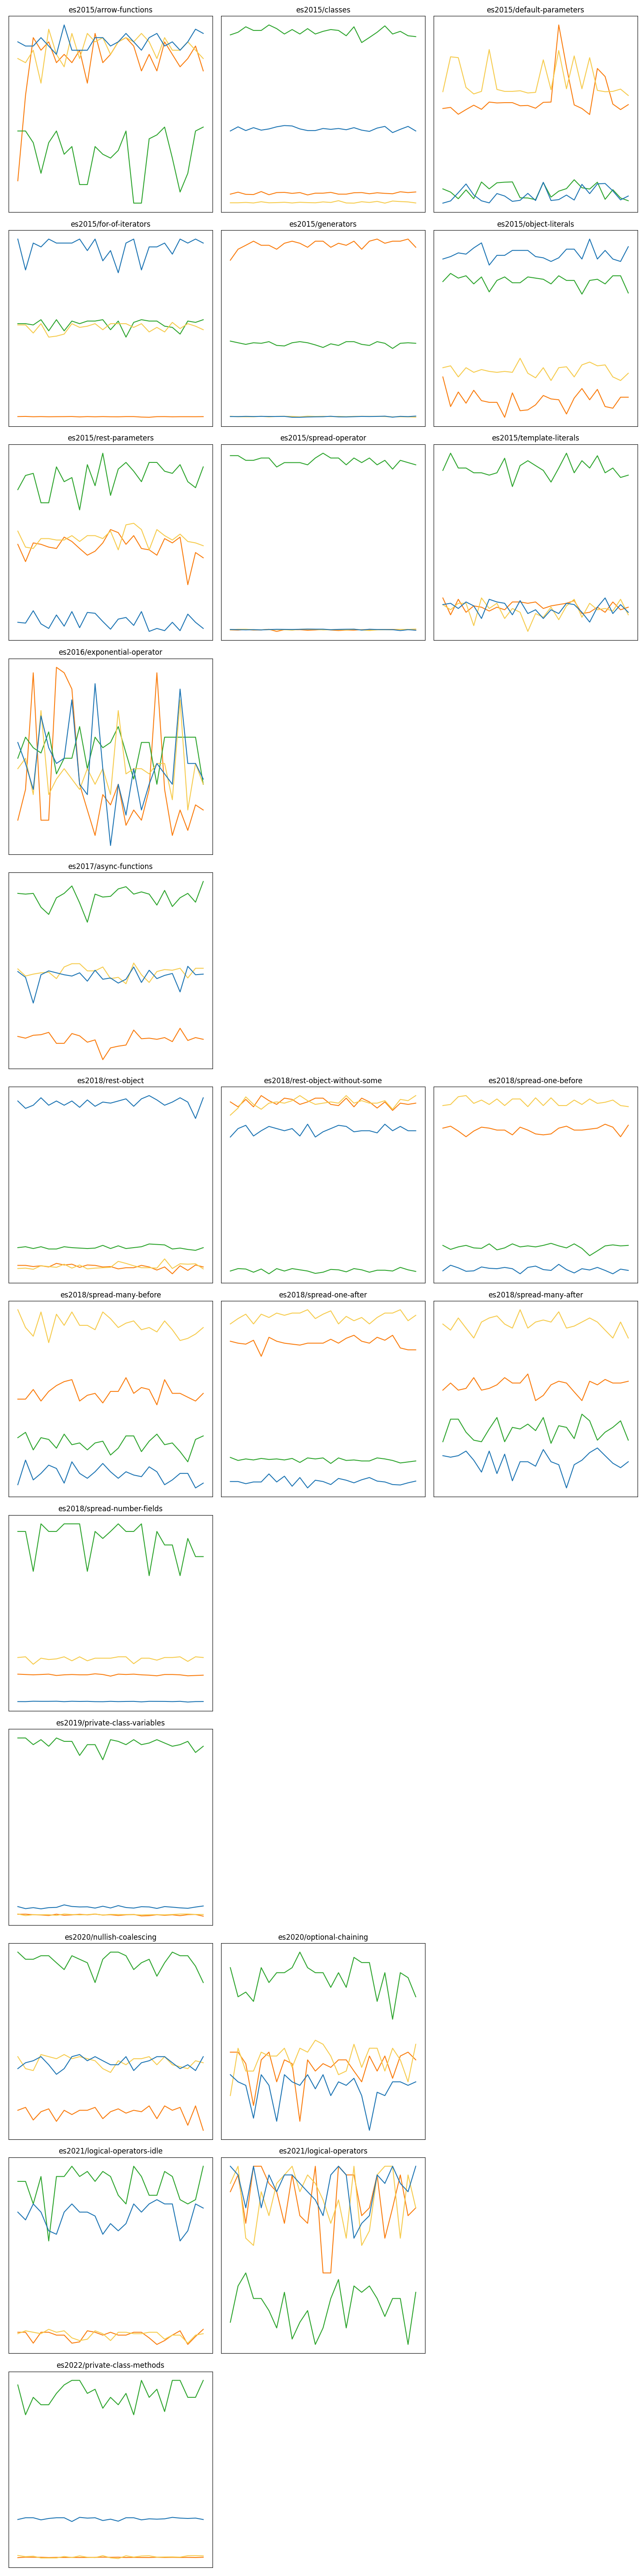 es2015/arrow-functions
es2015/classes
es2015/default-parameters
es2015/for-of-iterators
es2015/generators
es2015/object-literals
es2015/rest-parameters
es2015/spread-operator
es2015/template-literals
es2016/exponential-operator
es2017/async-functions
es2018/rest-object
es2018/rest-object-without-some
es2018/spread-one-before
es2018/spread-many-before
es2018/spread-one-after
es2018/spread-many-after
es2018/spread-number-fields
es2019/private-class-variables
es2020/nullish-coalescing
es2020/optional-chaining
es2021/logical-operators-idle
es2021/logical-operators
es2022/private-class-methods